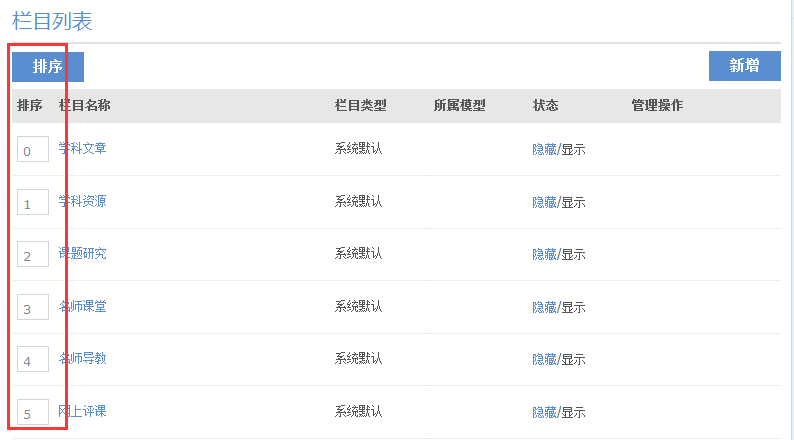 栏目列表
排序 新增
排序 栏目名称 栏目类型 所属模型 状态 管理操作
0 学科文章 系统默认 隐藏/显示
1 学科资源 系统默认 隐藏/显示
2 课题研究 系统默认 隐藏/显示
3 名师课堂 系统默认 隐藏/显示
4 名师导教 系统默认 隐藏/显示
5 网上评课 系统默认 隐藏/显示